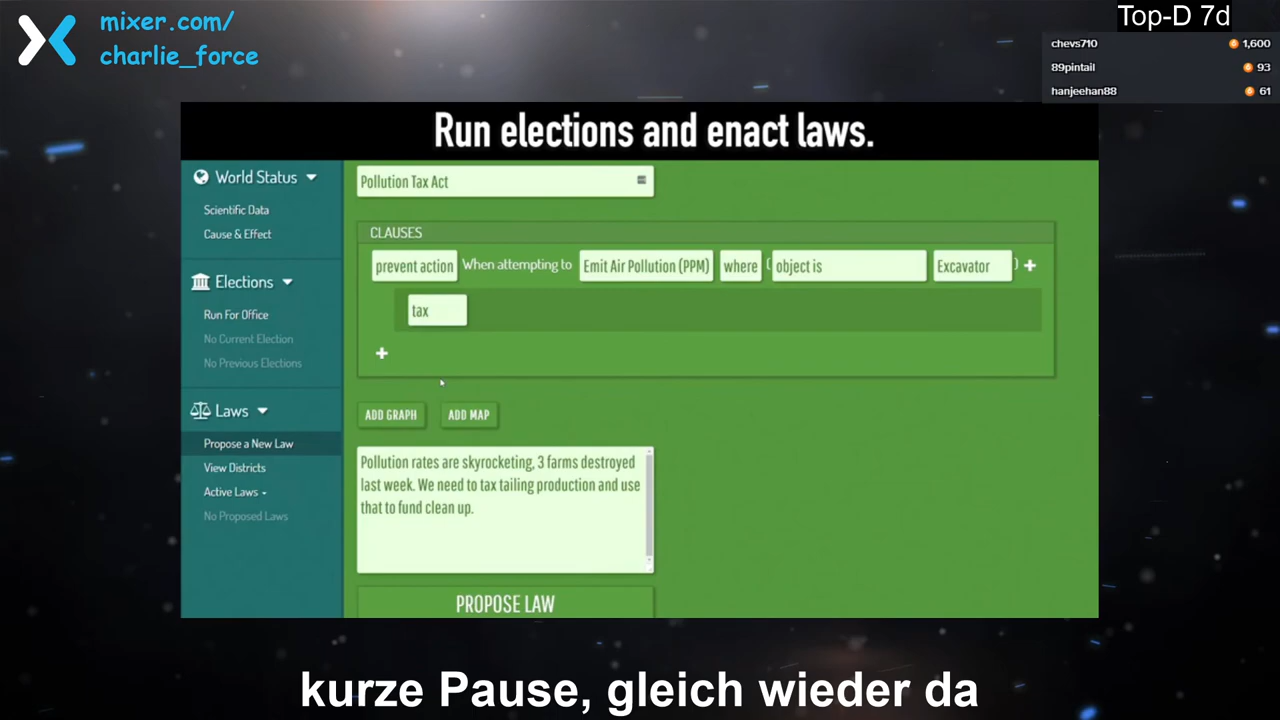 mixer.com/
charlie_force
Top-D 7d
chevs710 1,600
89pintail 93
hanjeehan88 61
Run elections and enact laws.
World Status
Scientific Data
Cause & Effect
Elections
Run For Office
No Current Election
No Previous Elections
Laws
Propose a New Law
View Districts
Active Laws
No Proposed Laws
Pollution Tax Act
CLAUSES
prevent action When attempting to Emit Air Pollution (PPM) where ( object is Excavator ) +
tax
+
ADD GRAPH ADD MAP
Pollution rates are skyrocketing, 3 farms destroyed
last week. We need to tax tailing production and use
that to fund clean up.
PROPOSE LAW
kurze Pause, gleich wieder da